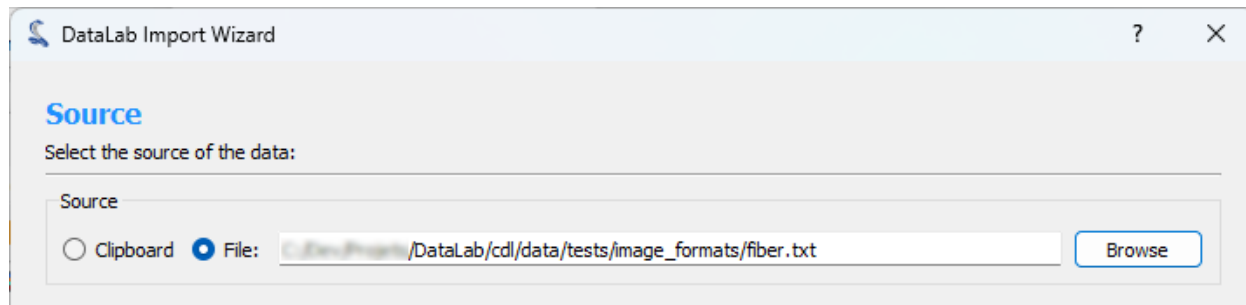 DataLab Import Wizard
?
Source
Select the source of the data:
Source
Clipboard File: /DataLab/cdl/data/tests/image_formats/fiber.txt Browse